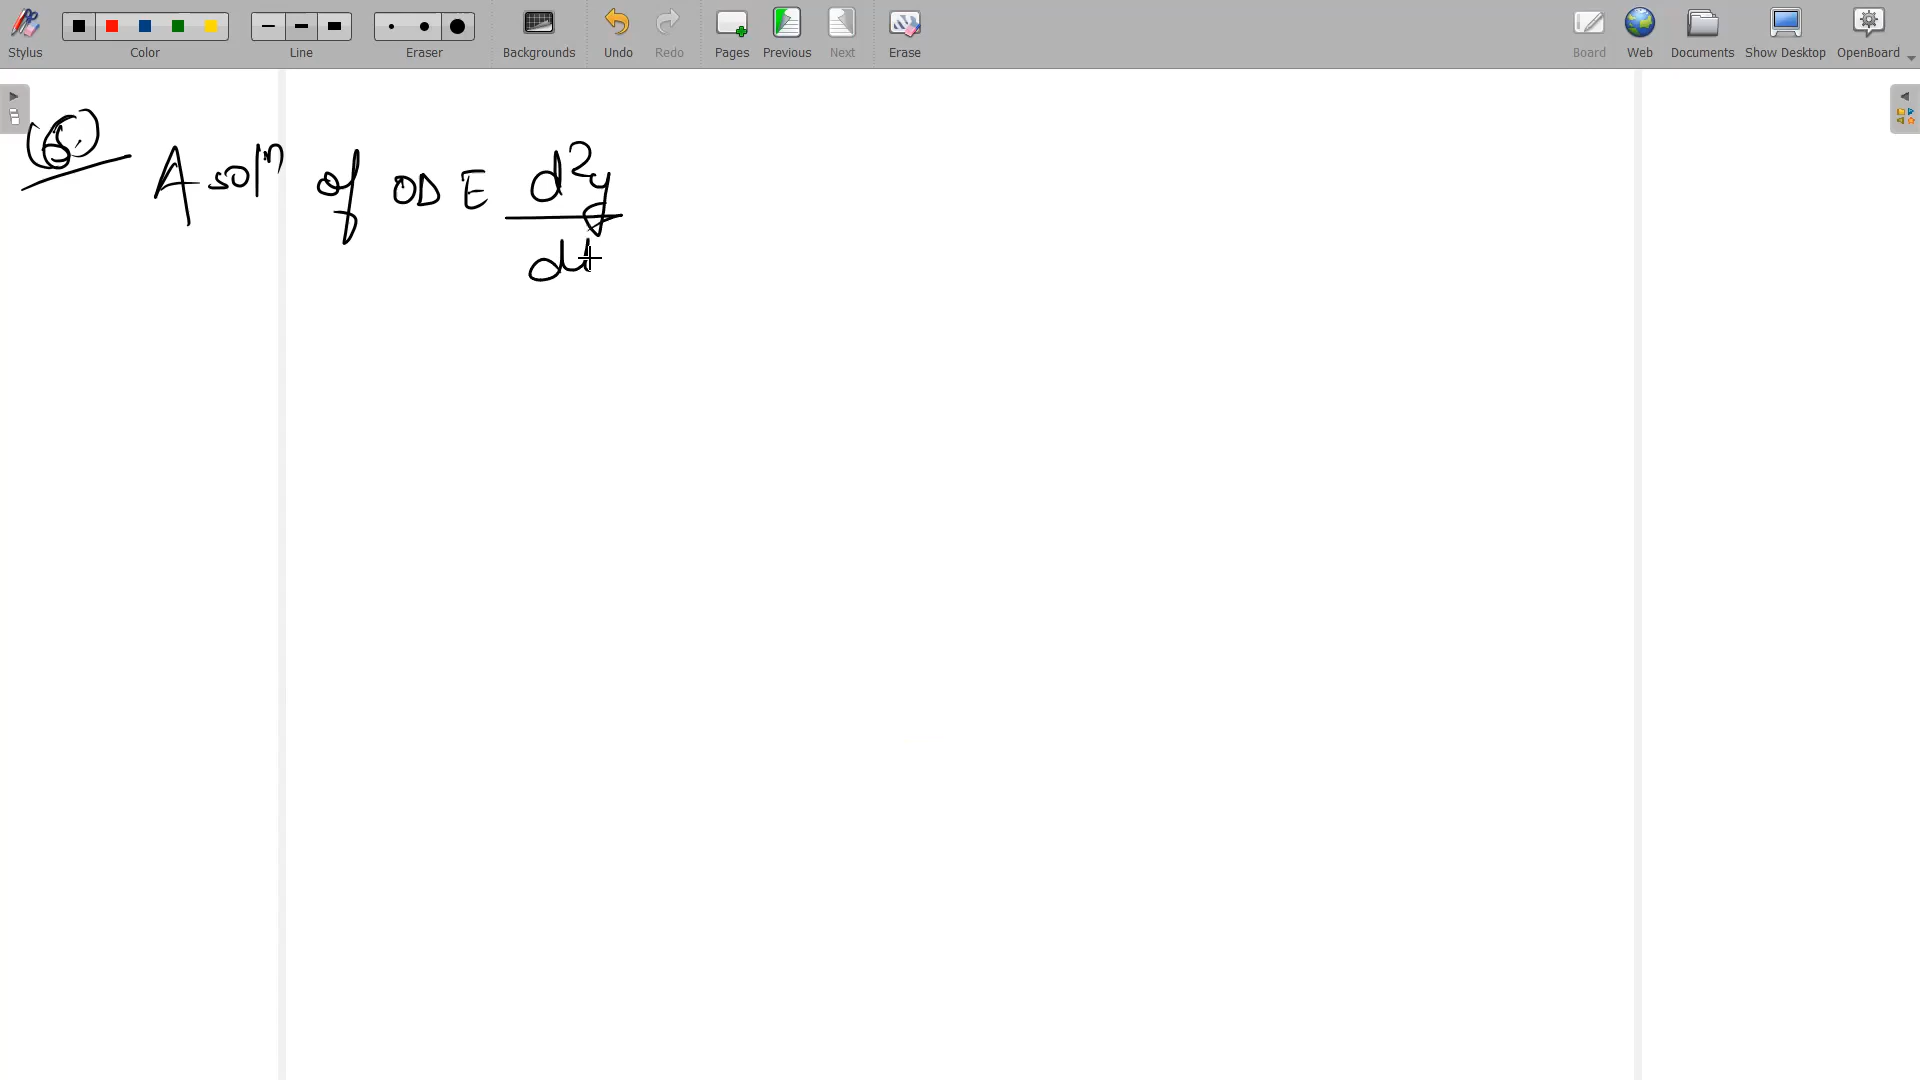 Stylus Color Line Eraser Backgrounds Undo Redo Pages Previous Next Erase Board Web Documents Show Desktop OpenBoard
(6)
A solⁿ of ODE d²y
dt